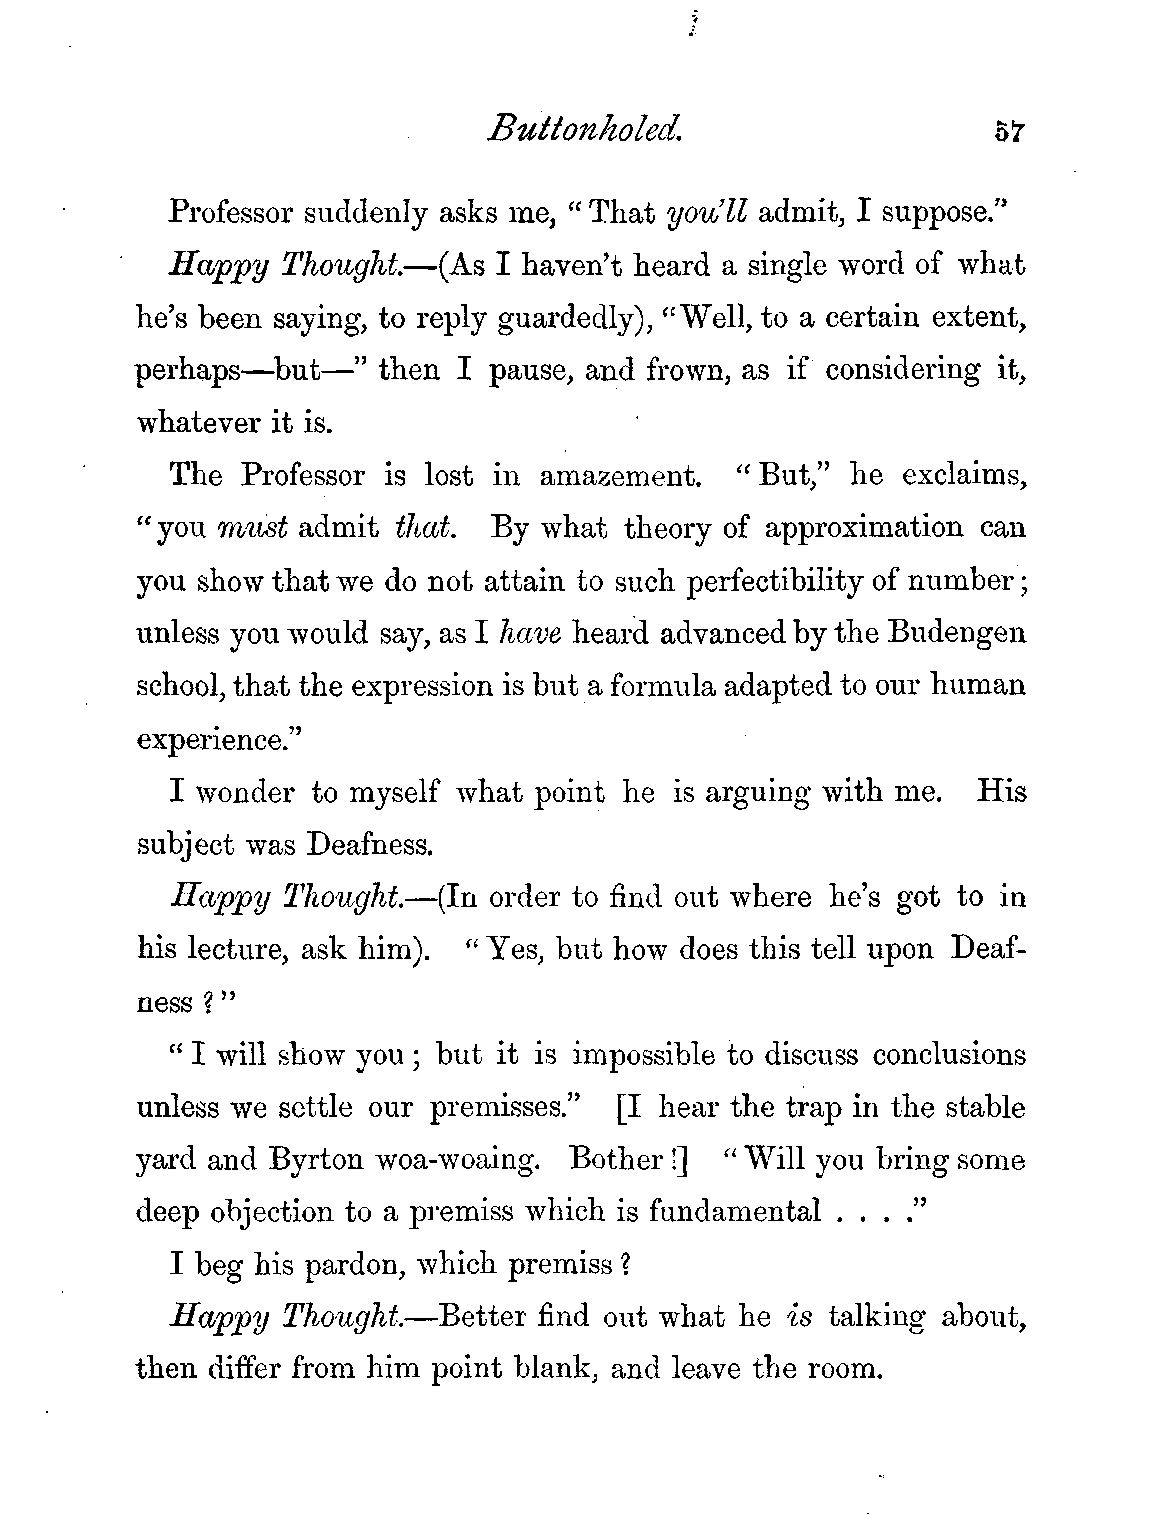 Buttonholed. 57
Professor suddenly asks me, “That you’ll admit, I suppose.”
Happy Thought.—(As I haven’t heard a single word of what
he’s been saying, to reply guardedly), “Well, to a certain extent,
perhaps—but—” then I pause, and frown, as if considering it,
whatever it is.
The Professor is lost in amazement. “But,” he exclaims,
“you must admit that. By what theory of approximation can
you show that we do not attain to such perfectibility of number;
unless you would say, as I have heard advanced by the Budengen
school, that the expression is but a formula adapted to our human
experience.”
I wonder to myself what point he is arguing with me. His
subject was Deafness.
Happy Thought.—(In order to find out where he’s got to in
his lecture, ask him). “Yes, but how does this tell upon Deaf-
ness?”
“I will show you; but it is impossible to discuss conclusions
unless we settle our premisses.” [I hear the trap in the stable
yard and Byrton woa-woaing. Bother!] “Will you bring some
deep objection to a premiss which is fundamental . . . .”
I beg his pardon, which premiss?
Happy Thought.—Better find out what he is talking about,
then differ from him point blank, and leave the room.